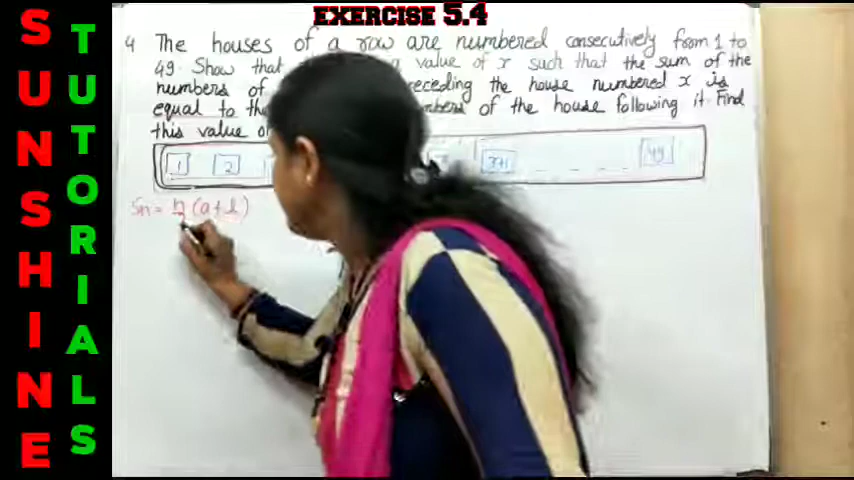 EXERCISE 5.4
SUNSHINE
TUTORIALS
4 The houses of a row are numbered consecutively from 1 to
49. Show that value of x such that the sum of the
numbers of preceding the house numbered x is
equal to the of the house following it. Find
this value
1 2 x+1 49
Sn = n/2 (a+l)